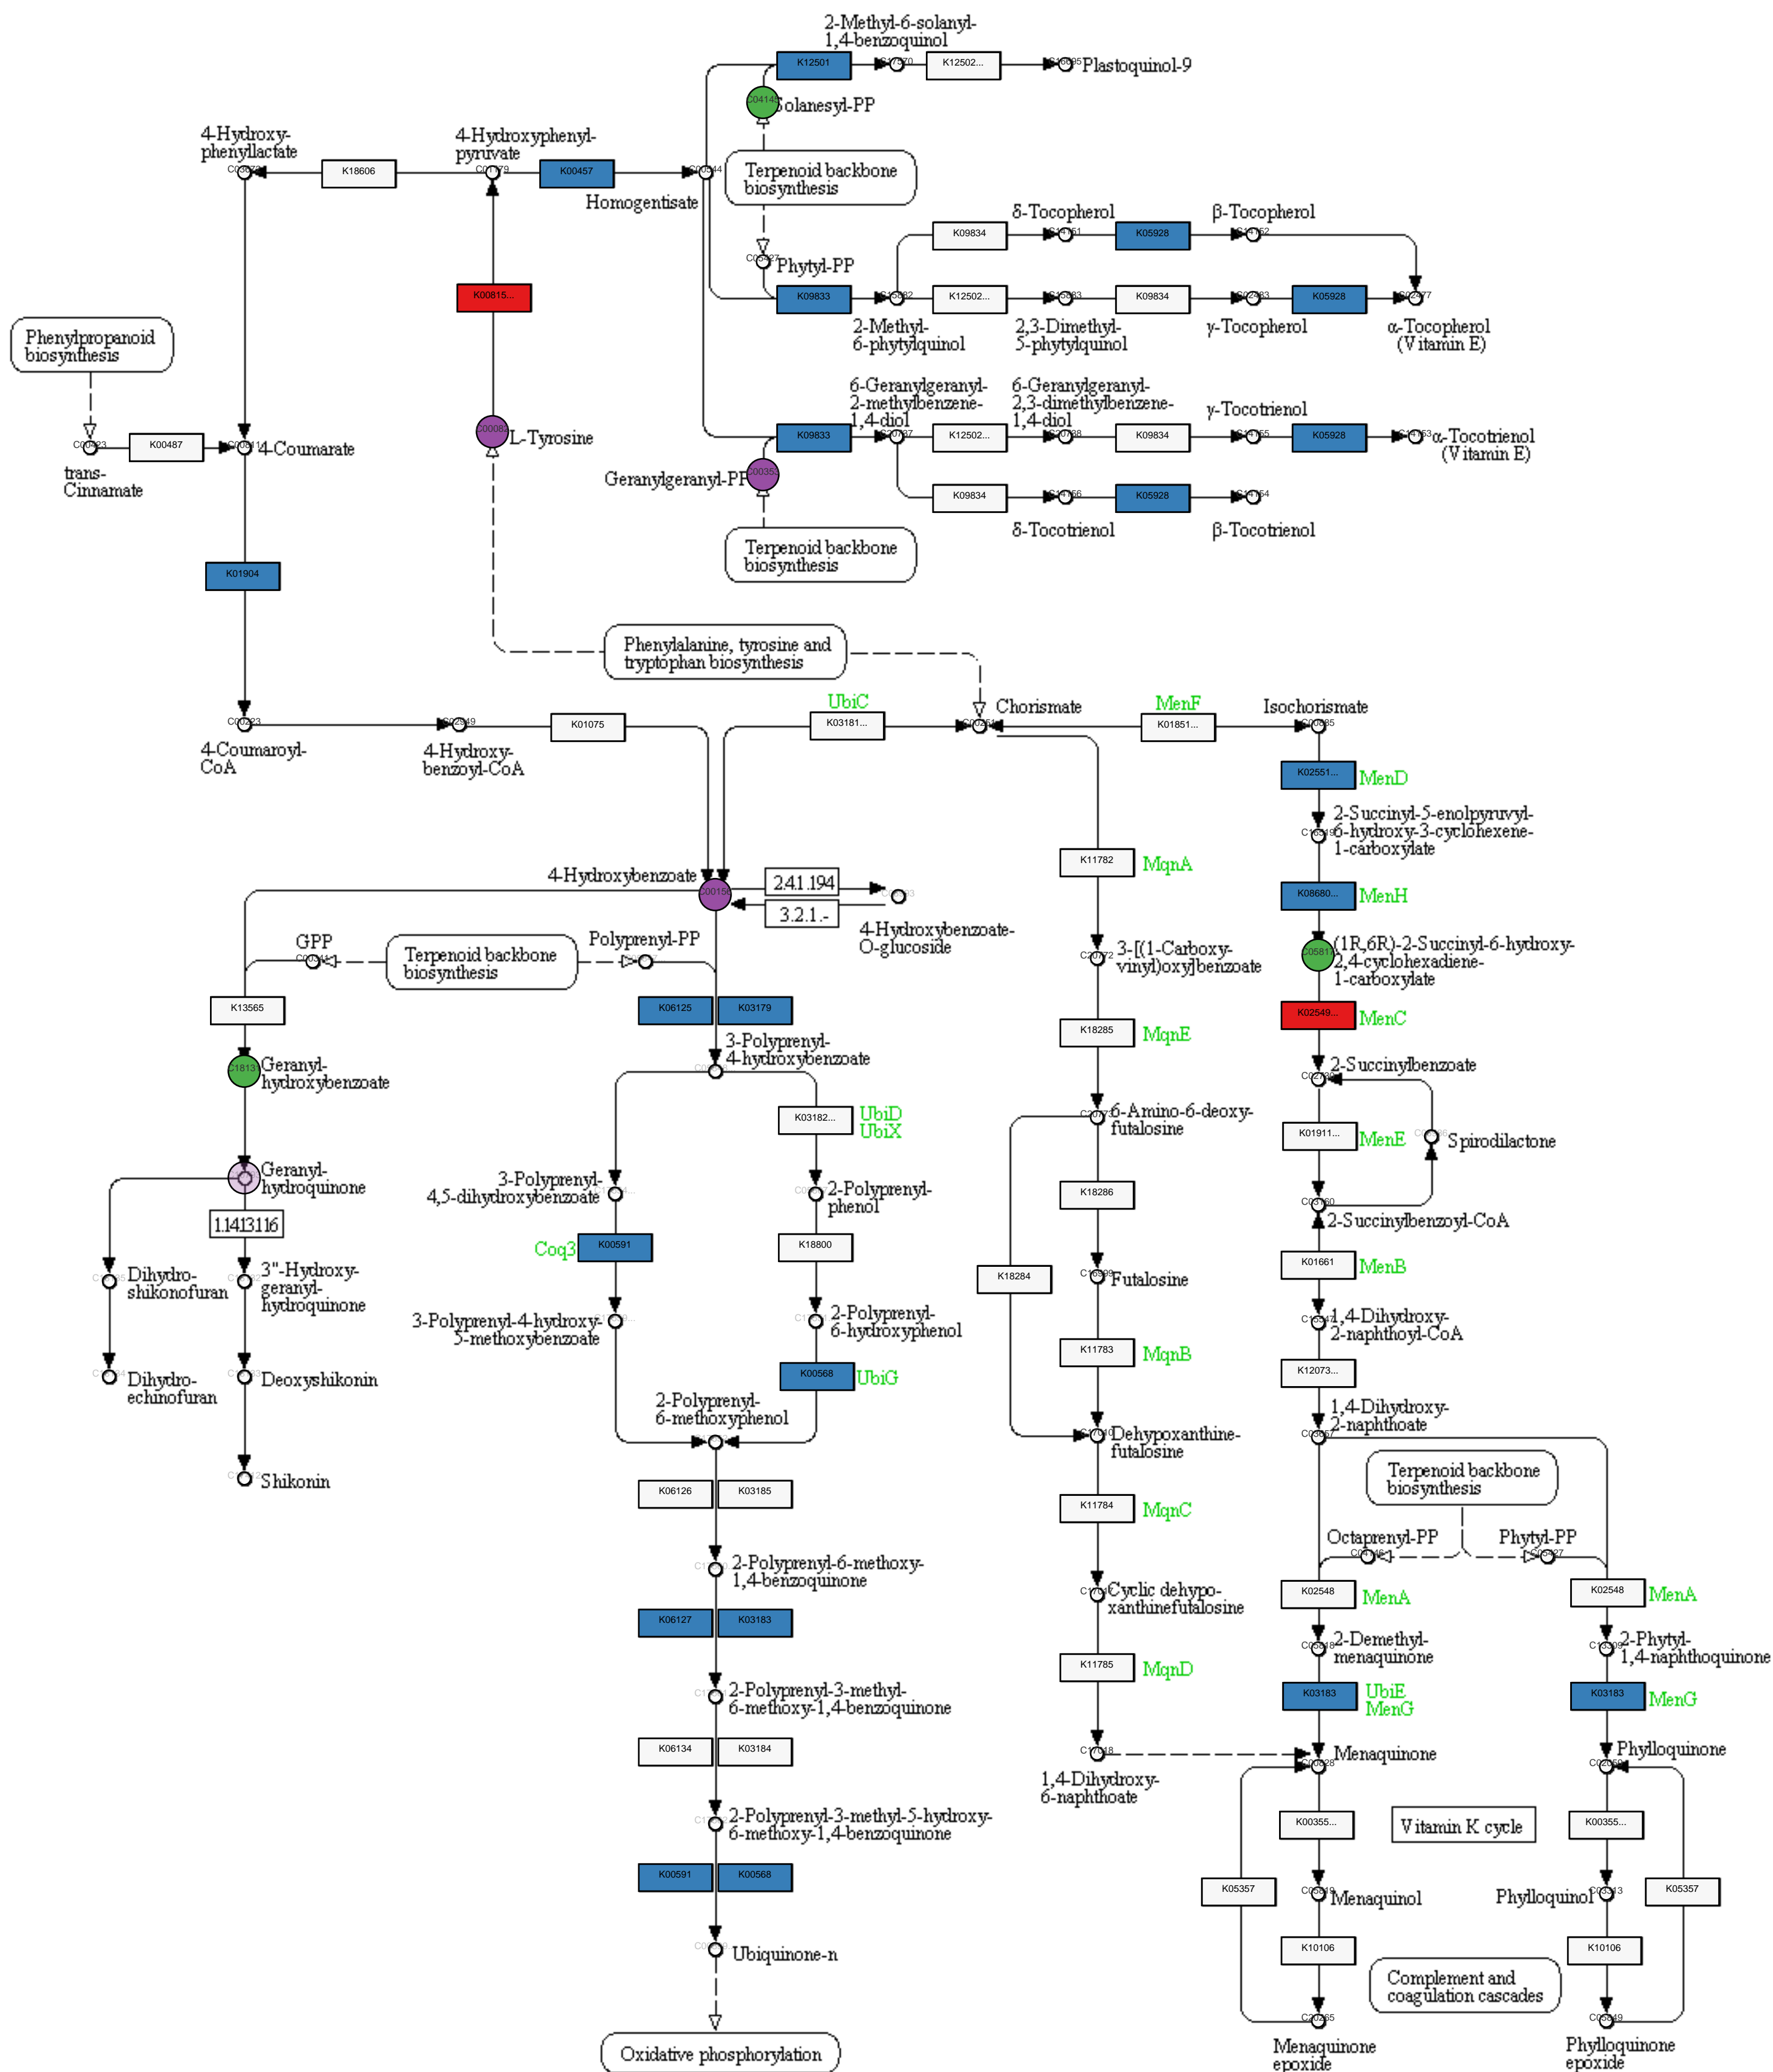 2-Methyl-6-solanyl-
1,4-benzoquinol
K12501
K12502...
Plastoquinol-9
Solanesyl-PP
4-Hydroxy-
phenyllactate
K18606
4-Hydroxyphenyl-
pyruvate
K00457
Homogentisate
Terpenoid backbone
biosynthesis
Phytyl-PP
K09834
δ-Tocopherol
K05928
β-Tocopherol
K00815...
K09833
2-Methyl-
6-phytylquinol
K12502...
2,3-Dimethyl-
5-phytylquinol
K09834
γ-Tocopherol
K05928
α-Tocopherol
(Vitamin E)
Phenylpropanoid
biosynthesis
trans-
Cinnamate
K00487
4-Coumarate
L-Tyrosine
Geranylgeranyl-PP
K09833
6-Geranylgeranyl-
2-methylbenzene-
1,4-diol
K12502...
6-Geranylgeranyl-
2,3-dimethylbenzene-
1,4-diol
K09834
γ-Tocotrienol
K05928
α-Tocotrienol
(Vitamin E)
K09834
δ-Tocotrienol
K05928
β-Tocotrienol
Terpenoid backbone
biosynthesis
K01904
Phenylalanine, tyrosine and
tryptophan biosynthesis
4-Coumaroyl-
CoA
4-Hydroxy-
benzoyl-CoA
K01075
UbiC
K03181...
Chorismate
MenF
K01851...
Isochorismate
K02551...
MenD
2-Succinyl-5-enolpyruvyl-
6-hydroxy-3-cyclohexene-
1-carboxylate
K11782
MqnA
K08680...
MenH
4-Hydroxybenzoate
2.4.1.194
3.2.1.-
4-Hydroxybenzoate-
O-glucoside
GPP
Terpenoid backbone
biosynthesis
Polyprenyl-PP
3-[(1-Carboxy-
vinyl)oxy]benzoate
(1R,6R)-2-Succinyl-6-hydroxy-
2,4-cyclohexadiene-
1-carboxylate
K13565
K06125
K03179
K18285
MqnE
K02549...
MenC
Geranyl-
hydroxybenzoate
3-Polyprenyl-
4-hydroxybenzoate
2-Succinylbenzoate
K03182...
UbiD
UbiX
6-Amino-6-deoxy-
futalosine
K01911...
MenE
Spirodilactone
Geranyl-
hydroquinone
3-Polyprenyl-
4,5-dihydroxybenzoate
2-Polyprenyl-
phenol
K18286
2-Succinylbenzoyl-CoA
1.14.13.116
Coq3
K00591
K18800
K18284
Futalosine
K01661
MenB
Dihydro-
shikonofuran
3"-Hydroxy-
geranyl-
hydroquinone
3-Polyprenyl-4-hydroxy-
5-methoxybenzoate
2-Polyprenyl-
6-hydroxyphenol
1,4-Dihydroxy-
2-naphthoyl-CoA
K11783
MqnB
K12073...
Dihydro-
echinofuran
Deoxyshikonin
K00568
UbiG
2-Polyprenyl-
6-methoxyphenol
Dehypoxanthine-
futalosine
1,4-Dihydroxy-
2-naphthoate
Shikonin
K06126
K03185
K11784
MqnC
Terpenoid backbone
biosynthesis
Octaprenyl-PP
Phytyl-PP
2-Polyprenyl-6-methoxy-
1,4-benzoquinone
Cyclic dehypo-
xanthinefutalosine
K02548
MenA
K02548
MenA
K06127
K03183
K11785
MqnD
2-Demethyl-
menaquinone
2-Phytyl-
1,4-naphthoquinone
2-Polyprenyl-3-methyl-
6-methoxy-1,4-benzoquinone
K03183
UbiE
MenG
K03183
MenG
K06134
K03184
C17018
1,4-Dihydroxy-
6-naphthoate
Menaquinone
Phylloquinone
2-Polyprenyl-3-methyl-5-hydroxy-
6-methoxy-1,4-benzoquinone
K00355...
Vitamin K cycle
K00355...
K00591
K00568
K05357
Menaquinol
Phylloquinol
K05357
Ubiquinone-n
K10106
K10106
Complement and
coagulation cascades
Oxidative phosphorylation
Menaquinone
epoxide
Phylloquinone
epoxide